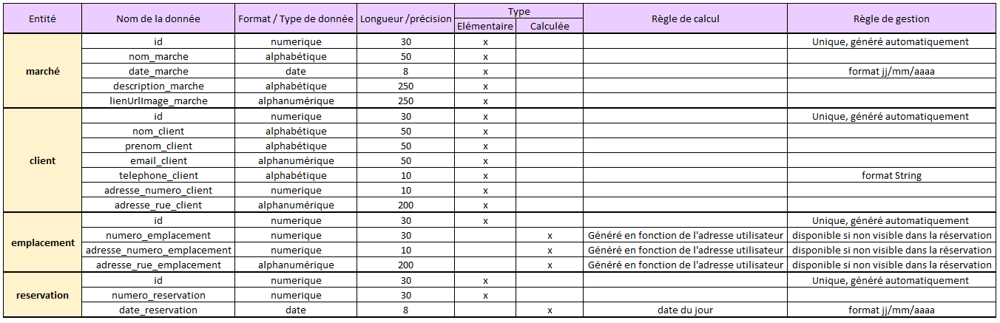 Entité Nom de la donnée Format / Type de donnée Longueur /précision Type Règle de calcul Règle de gestion
Elémentaire Calculée
marché
id numerique 30 x Unique, généré automatiquement
nom_marche alphabétique 50 x
date_marche date 8 x format jj/mm/aaaa
description_marche alphabétique 250 x
lienUrlImage_marche alphanumérique 250 x
client
id numerique 30 x Unique, généré automatiquement
nom_client alphabétique 50 x
prenom_client alphabétique 50 x
email_client alphanumérique 50 x
telephone_client alphabétique 10 x format String
adresse_numero_client numerique 10 x
adresse_rue_client alphanumérique 200 x
emplacement
id numerique 30 x Unique, généré automatiquement
numero_emplacement numerique 30 x Généré en fonction de l'adresse utilisateur disponible si non visible dans la réservation
adresse_numero_emplacement numerique 10 x Généré en fonction de l'adresse utilisateur disponible si non visible dans la réservation
adresse_rue_emplacement alphanumérique 200 x Généré en fonction de l'adresse utilisateur disponible si non visible dans la réservation
reservation
id numerique 30 x Unique, généré automatiquement
numero_reservation numerique 30 x
date_reservation date 8 x date du jour format jj/mm/aaaa